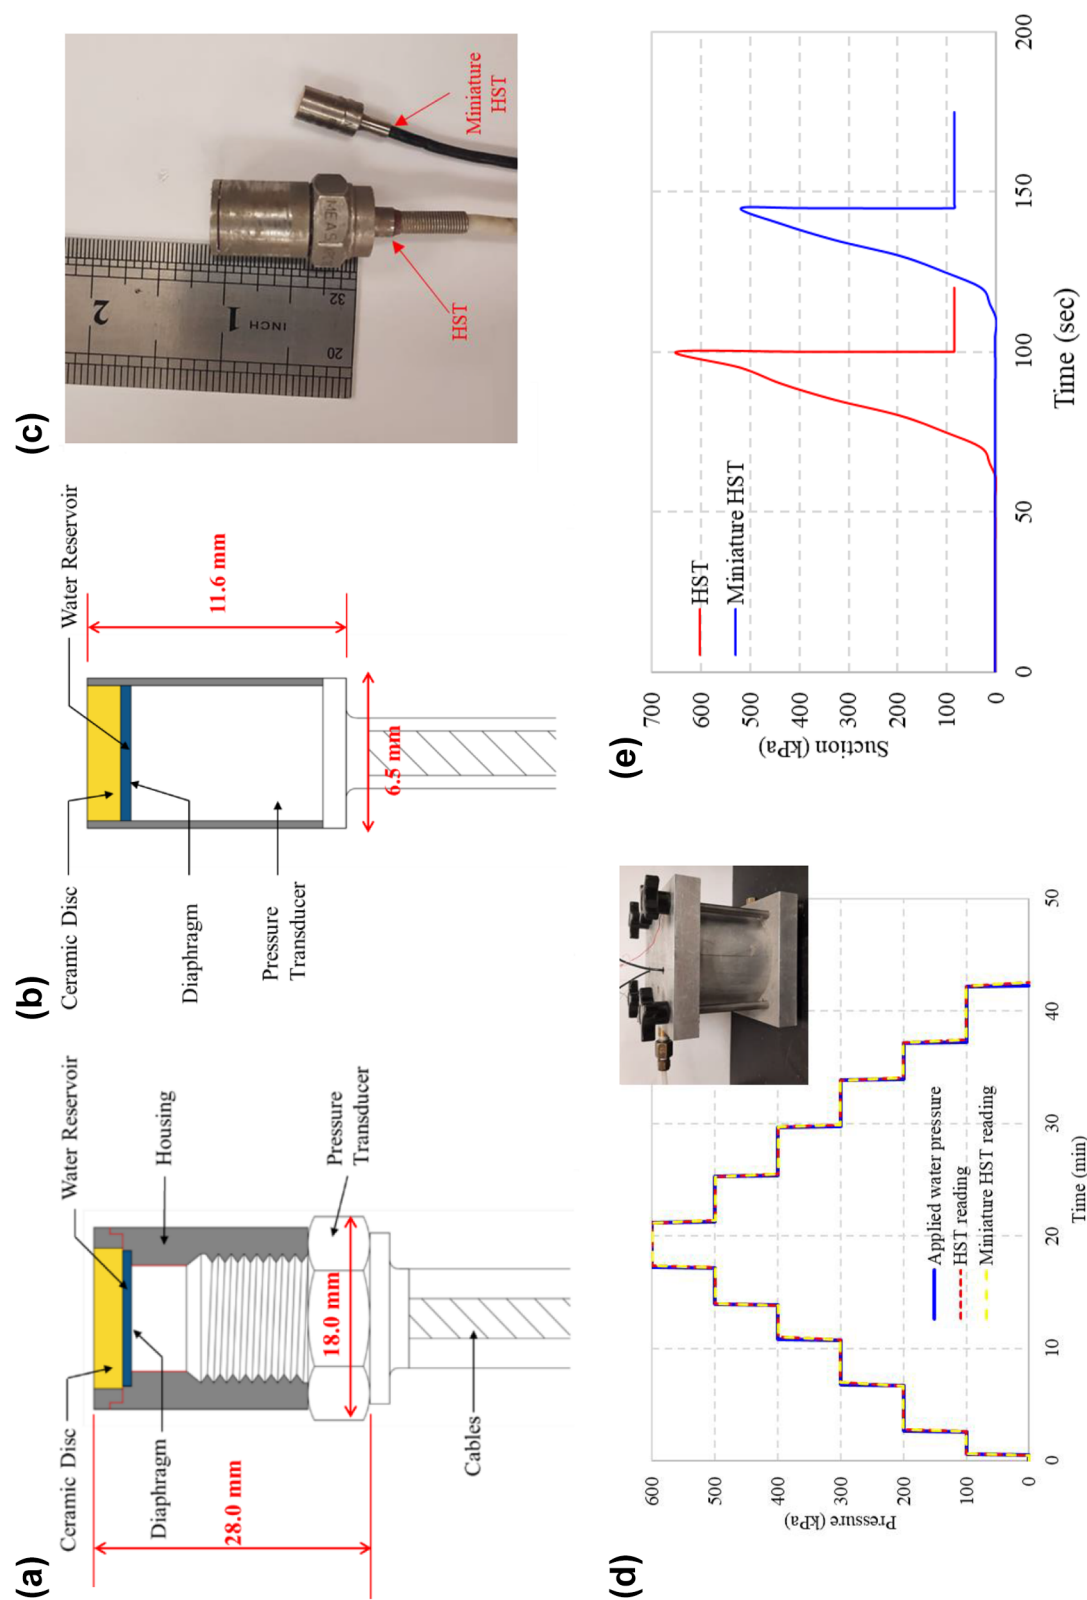 (a)
Ceramic Disc
Water Reservoir
Diaphragm
Housing
28.0 mm
18.0 mm
Pressure
Transducer
Cables
(b)
Ceramic Disc
Water Reservoir
Diaphragm
11.6 mm
Pressure
Transducer
6.5 mm
(c)
2
1
INCH
20
32
MEAS
HST
Miniature
HST
(d)
600
500
400
300
200
100
0
Pressure (kPa)
0
10
20
30
40
50
Time (min)
Applied water pressure
HST reading
Miniature HST reading
(e)
700
600
500
400
300
200
100
0
Suction (kPa)
0
50
100
150
200
Time (sec)
HST
Miniature HST